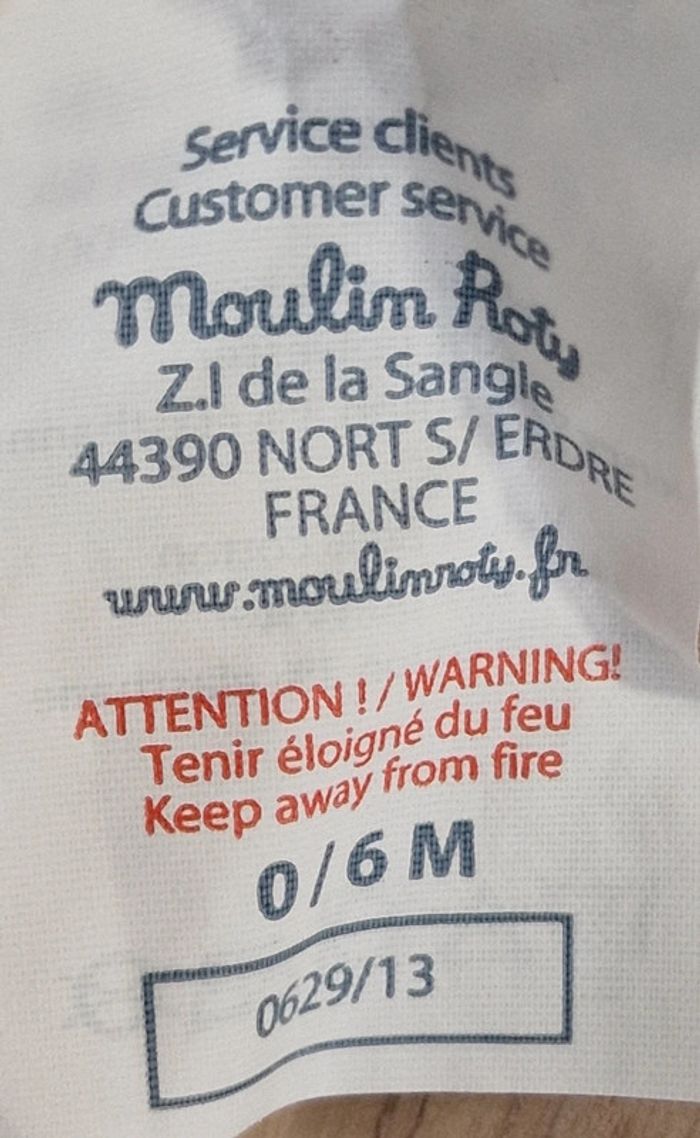 Service clients
Customer service
Moulin Roty
Z.I de la Sangle
44390 NORT S/ ERDRE
FRANCE
www.moulinroty.fr
ATTENTION ! / WARNING!
Tenir éloigné du feu
Keep away from fire
0/6 M
0629/13